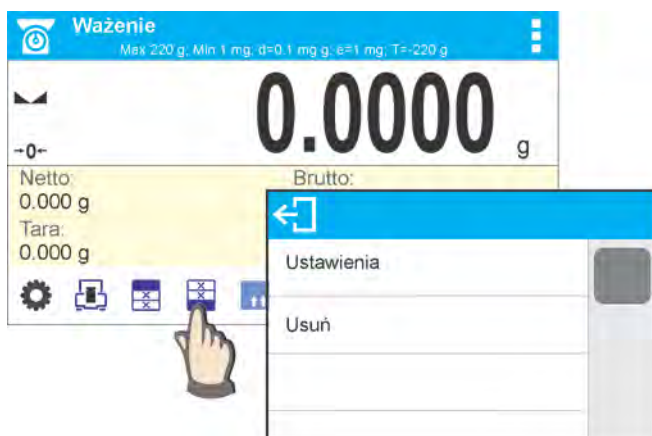 Ważenie
Max 220 g; Min 1 mg; d=0.1 mg g; e=1 mg; T=-220 g
→0←
0.0000 g
Netto: Brutto:
0.000 g
Tara:
0.000 g
Ustawienia
Usuń